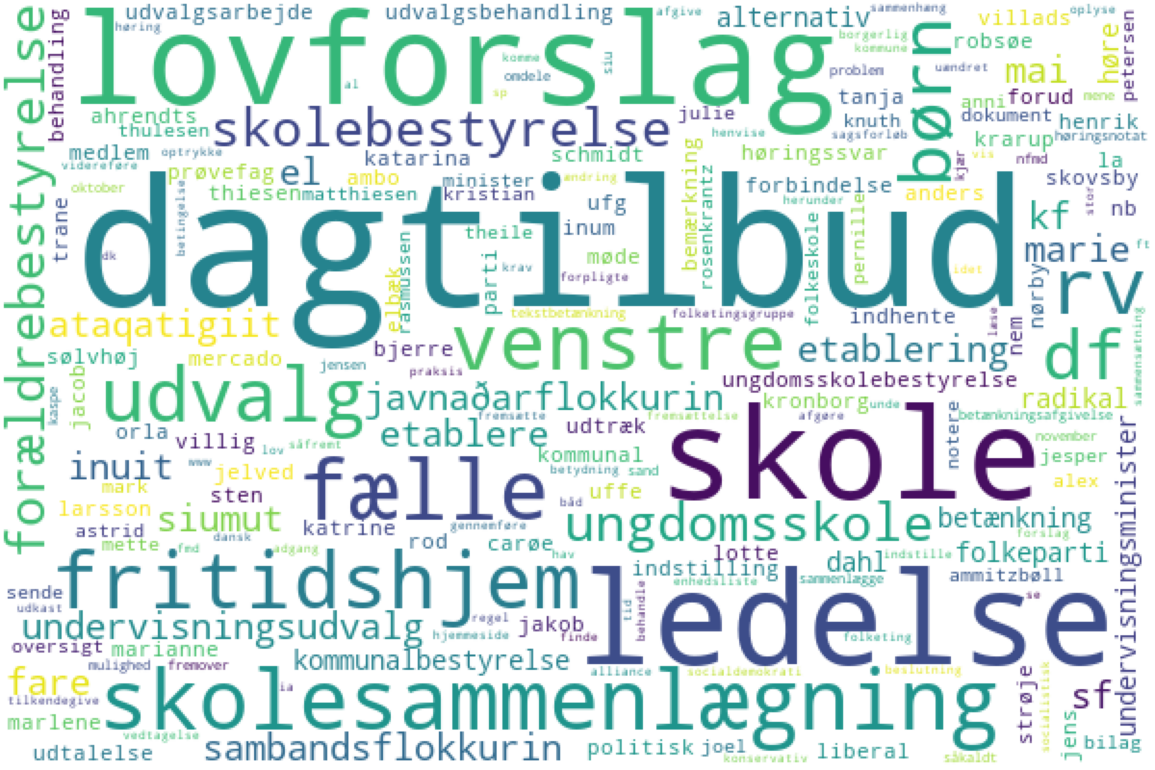 udvalgsarbejde
udvalgsbehandling
alternativ
sammenhæng
villads
oplyse
afgive
høring
lovforslag
borgerlig
kommune
robsøe
børn
høre
petersen
behandling
forældrebestyrelse
komme
siu
omdele
al
sp
problem
uændret
mai
mene
ahrendts
thulesen
skolebestyrelse
julie
henvise
tanja
knuth
sagsforløb
anni
forud
dokument
henrik
krarup
høringsnotat
medlem
optrykke
videreføre
prøvefag
el
katarina
ambo
minister
schmidt
ændring
bemærkning
rosenkrantz
høringssvar
forbindelse
herunder
kjær
vis
nfmd
la
skovsby
stor
nb
oktober
trane
betingelse
thiesen
matthiesen
kristian
ufg
inum
anders
kf
marie
ft
dagtilbud
dk
elbæk
rasmussen
theile
parti
krav
møde
forpligte
folkeskole
pernille
idet
rv
nørby
ataqatigiit
tekstbetænkning
folketingsgruppe
indhente
læse
nem
sølvhøj
mercado
jensen
bjerre
praksis
venstre
etablering
df
sammensætning
kaspe
jacob
udvalg
javnaðarflokkurin
fremsætte
fremsættelse
ungdomsskolebestyrelse
kronborg
afgøre
unde
radikal
betænkningsafgivelse
orla
villig
lov
såfremt
etablere
udtræk
kommunal
skole
notere
november
jesper
undervisningsminister
inuit
www
jelved
mark
larsson
sten
fælle
betydning
sand
uffe
båd
alex
astrid
siumut
katrine
gennemføre
ungdomsskole
betænkning
forslag
mette
fmd
dansk
adgang
rod
carøe
hav
lotte
dahl
indstille
folkeparti
indstilling
sende
udkast
fritidshjem
enhedsliste
sammenlægge
ammitzbøll
se
ledelse
tid
behandle
regel
undervisningsudvalg
hjemmeside
jakob
finde
folketing
oversigt
marianne
mulighed
fremover
kommunalbestyrelse
alliance
socialdemokrati
beslutning
fare
tilkendegive
ia
skolesammenlægning
strøje
socialistisk
sf
marlene
vedtagelse
jens
bilag
udtalelse
sambandsflokkurin
politisk
joel
konservativ
liberal
såkaldt